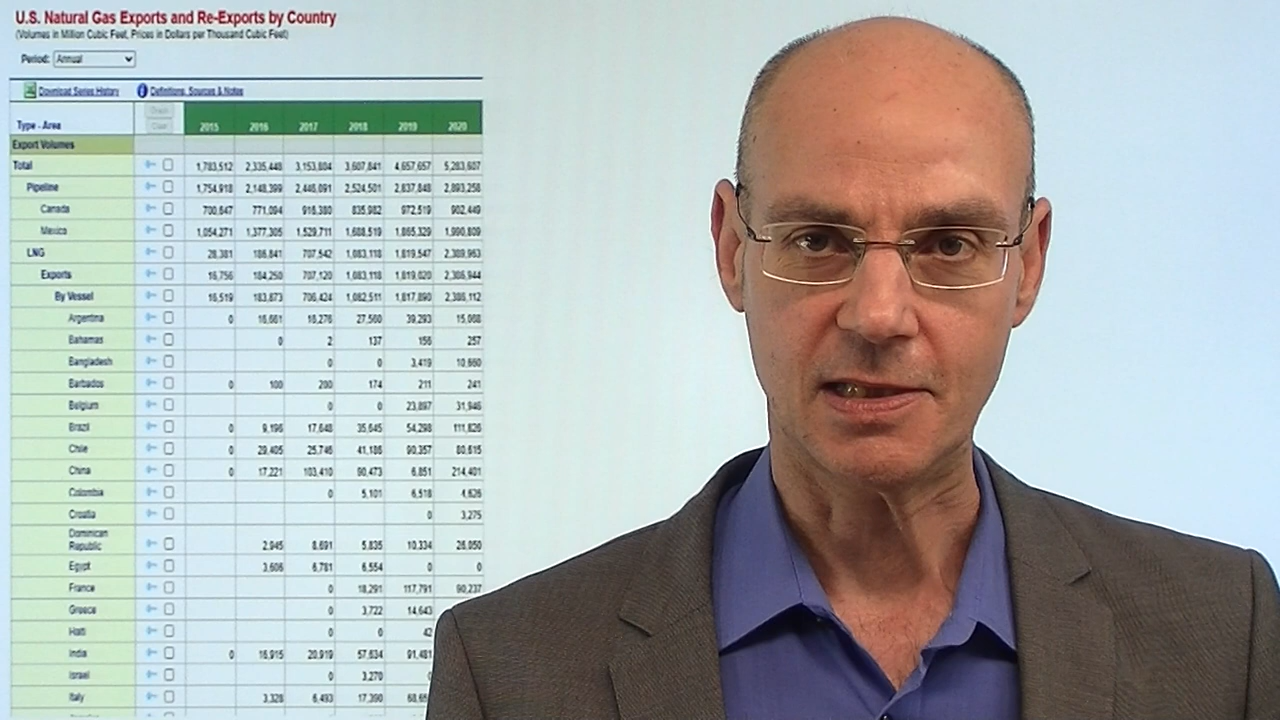 U.S. Natural Gas Exports and Re-Exports by Country
(Volumes in Million Cubic Feet, Prices in Dollars per Thousand Cubic Feet)
Period: Annual
Download Series History Definitions, Sources & Notes
Type - Area Clear 2015 2016 2017 2018 2019 2020
Export Volumes
Total 1,783,512 2,335,448 3,153,804 3,607,841 4,657,657 5,283,607
Pipeline 1,754,918 2,148,399 2,446,091 2,524,501 2,837,848 2,893,258
Canada 700,647 771,094 916,380 835,982 972,519 902,449
Mexico 1,054,271 1,377,305 1,529,711 1,688,519 1,865,329 1,990,809
LNG 28,381 186,841 707,542 1,083,118 1,819,547 2,389,963
Exports 16,756 184,250 707,120 1,083,118 1,819,020 2,386,944
By Vessel 16,519 183,873 706,424 1,082,511 1,817,890 2,386,112
Argentina 0 16,661 16,276 27,560 39,293 15,068
Bahamas 0 2 137 156 257
Bangladesh 0 0 3,419 10,660
Barbados 0 100 200 174 211 241
Belgium 0 0 23,897 31,946
Brazil 0 9,196 17,648 35,645 54,298 111,826
Chile 0 29,405 25,746 41,186 90,357 80,615
China 0 17,221 103,410 90,473 6,851 214,401
Colombia 0 5,101 6,518 4,626
Croatia 0 3,275
Dominican
Republic 2,945 8,691 5,835 10,334 26,050
Egypt 3,606 6,781 6,554 0 0
France 0 18,291 117,791 90,237
Greece 0 3,722 14,643
Haiti 0 0 42
India 0 16,915 20,919 57,634 91,481
Israel 0 3,270
Italy 3,328 6,493 17,390